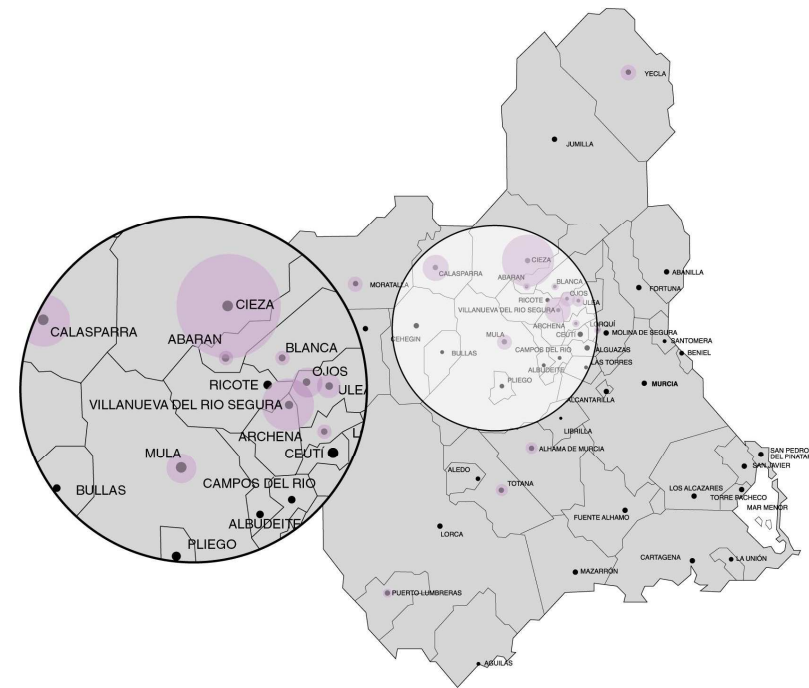 YECLA
JUMILLA
ABANILLA
FORTUNA
MORATALLA
CIEZA
CALASPARRA
ABARAN
BLANCA
OJOS
RICOTE
ULEA
VILLANUEVA DEL RIO SEGURA
ARCHENA
LORQUÍ
CEUTÍ
MOLINA DE SEGURA
CEHEGIN
MULA
SANTOMERA
BULLAS
CAMPOS DEL RIO
ALGUAZAS
BENIEL
ALBUDEITE
LAS TORRES
PLIEGO
MURCIA
ALCANTARILLA
LIBRILLA
ALHAMA DE MURCIA
ALEDO
TOTANA
SAN PEDRO
DEL PINATAR
SAN JAVIER
LOS ALCAZARES
TORRE PACHECO
MAR MENOR
FUENTE ALHAMO
LORCA
CARTAGENA
LA UNIÓN
MAZARRÓN
PUERTO LUMBRERAS
AGUILAS
CIEZA
CALASPARRA
ABARAN
BLANCA
OJOS
RICOTE
ULEA
VILLANUEVA DEL RIO SEGURA
ARCHENA
L
CEUTÍ
MULA
CAMPOS DEL RIO
BULLAS
ALBUDEITE
PLIEGO